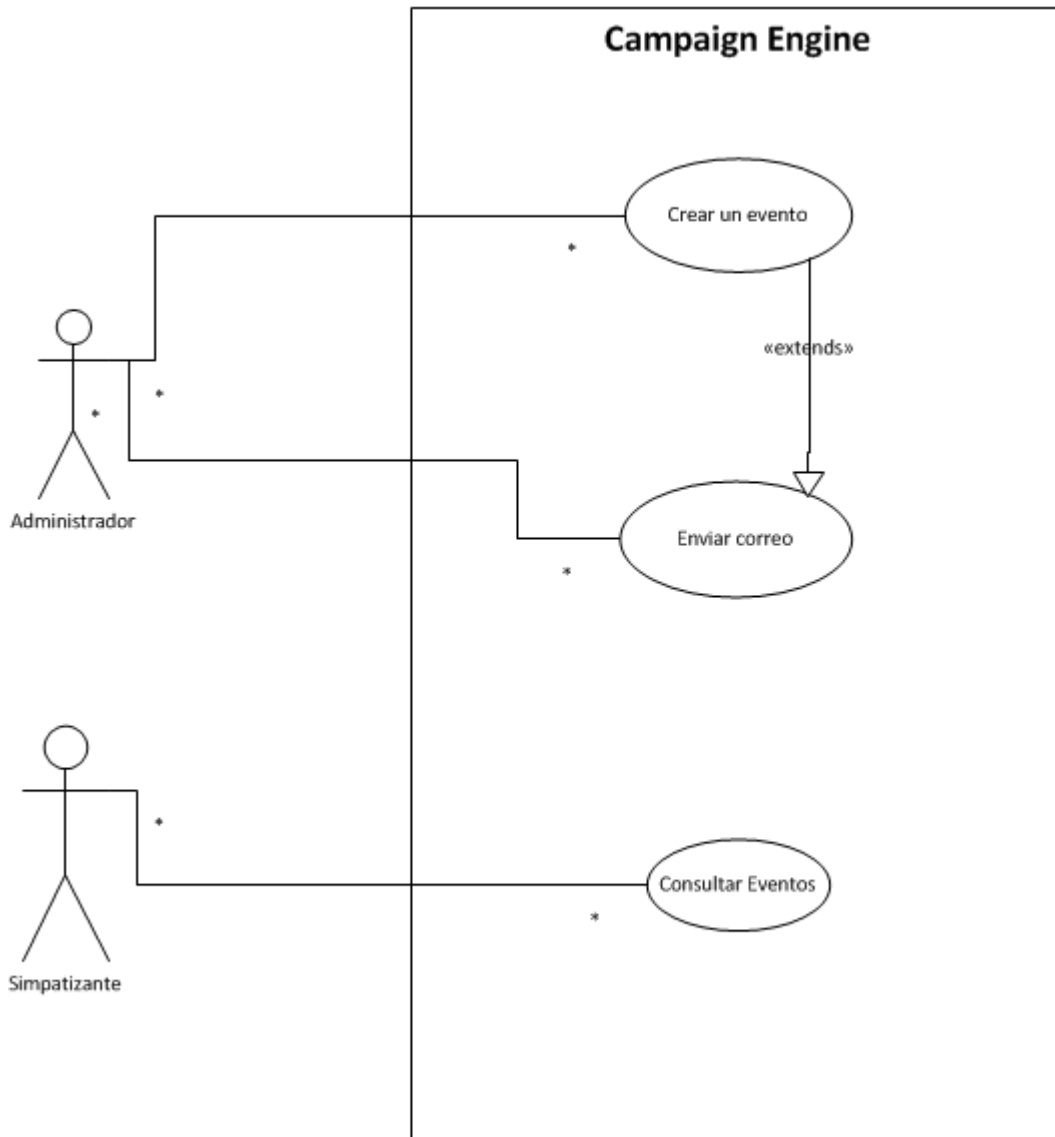 Campaign Engine
Crear un evento
*
«extends»
*
*
Administrador
Enviar correo
*
*
Consultar Eventos
*
Simpatizante